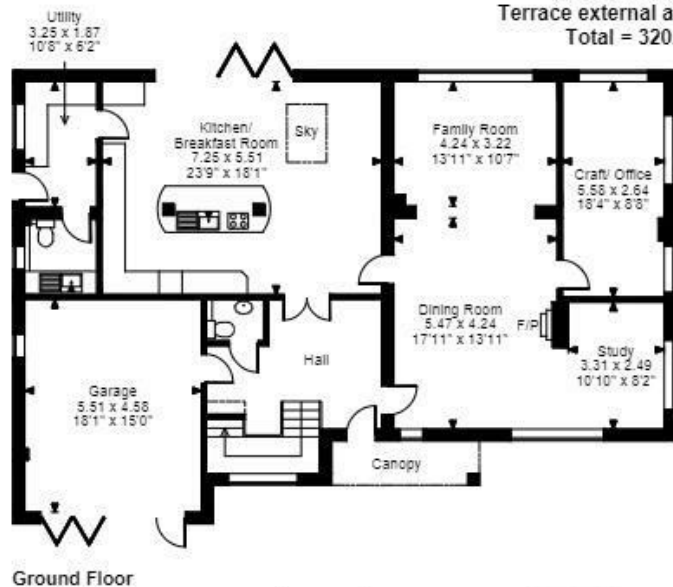 Terrace external a
Total = 320
Utility
3.25 x 1.87
10'8" x 6'2"
Kitchen/
Breakfast Room
7.25 x 5.51
23'9" x 18'1"
Sky
Family Room
4.24 x 3.22
13'11" x 10'7"
Craft/ Office
5.58 x 2.64
18'4" x 8'8"
Dining Room
5.47 x 4.24
17'11" x 13'11"
F/P
Study
3.31 x 2.49
10'10" x 8'2"
Hall
Garage
5.51 x 4.58
18'1" x 15'0"
Canopy
Ground Floor